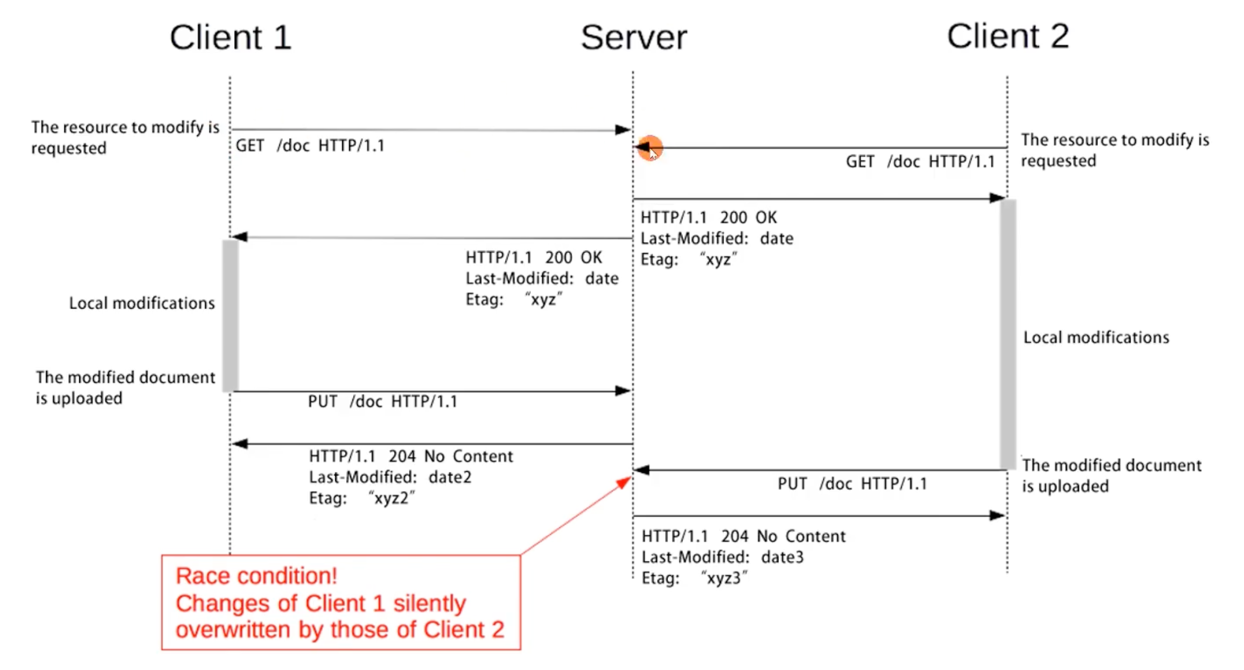 Client 1
Server
Client 2
The resource to modify is
requested
GET /doc HTTP/1.1
The resource to modify is
requested
GET /doc HTTP/1.1
HTTP/1.1 200 OK
Last-Modified: date
Etag: “xyz”
HTTP/1.1 200 OK
Last-Modified: date
Etag: “xyz”
Local modifications
Local modifications
The modified document
is uploaded
PUT /doc HTTP/1.1
HTTP/1.1 204 No Content
Last-Modified: date2
Etag: “xyz2”
The modified document
is uploaded
PUT /doc HTTP/1.1
HTTP/1.1 204 No Content
Last-Modified: date3
Etag: “xyz3”
Race condition!
Changes of Client 1 silently
overwritten by those of Client 2